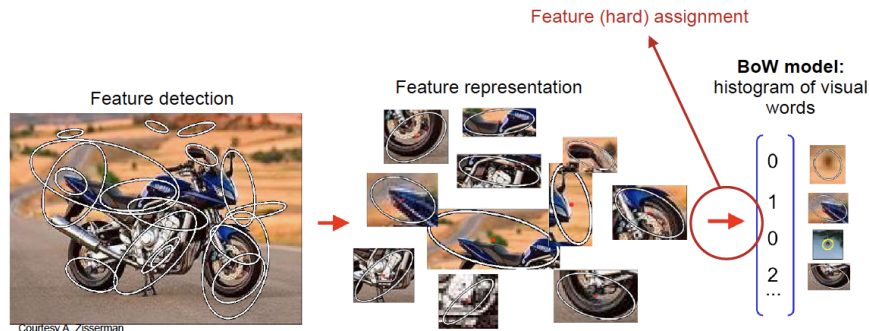 Feature (hard) assignment
Feature detection
Feature representation
BoW model:
histogram of visual
words
0
1
0
2
...
Courtesy A. Zisserman